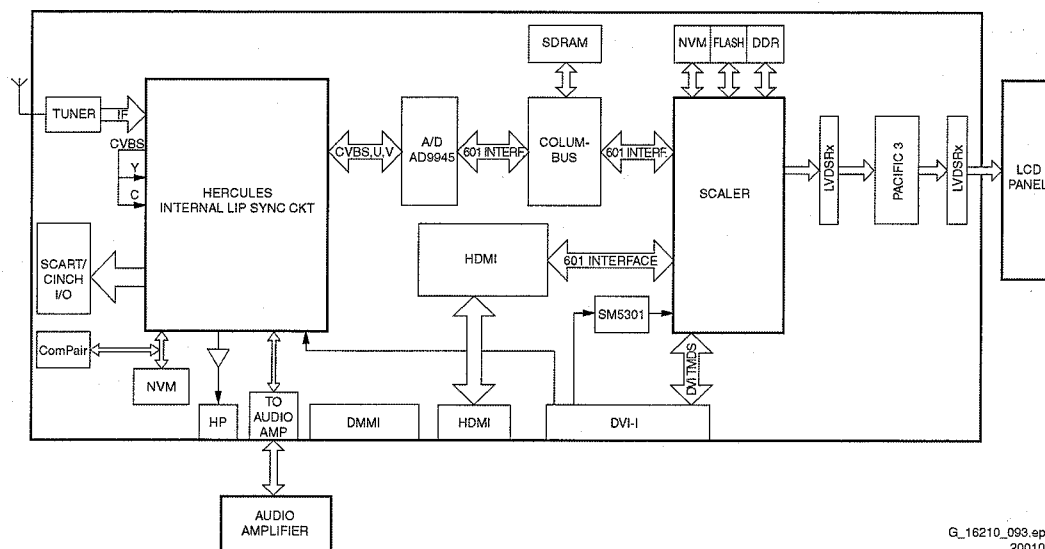 SDRAM
NVM FLASH DDR
TUNER
IF
CVBS
Y
C
HERCULES
INTERNAL LIP SYNC CKT
CVBS,U,V
A/D
AD9945
601 INTERF.
COLUM-
BUS
601 INTERF.
SCALER
LVDSRx
PACIFIC 3
LVDSRx
LCD
PANEL
SCART/
CINCH
I/O
HDMI
601 INTERFACE
SM5301
ComPair
NVM
DVI TMDS
HP
TO
AUDIO
AMP
DMMI
HDMI
DVI-I
AUDIO
AMPLIFIER
G_16210_093.ep
20010